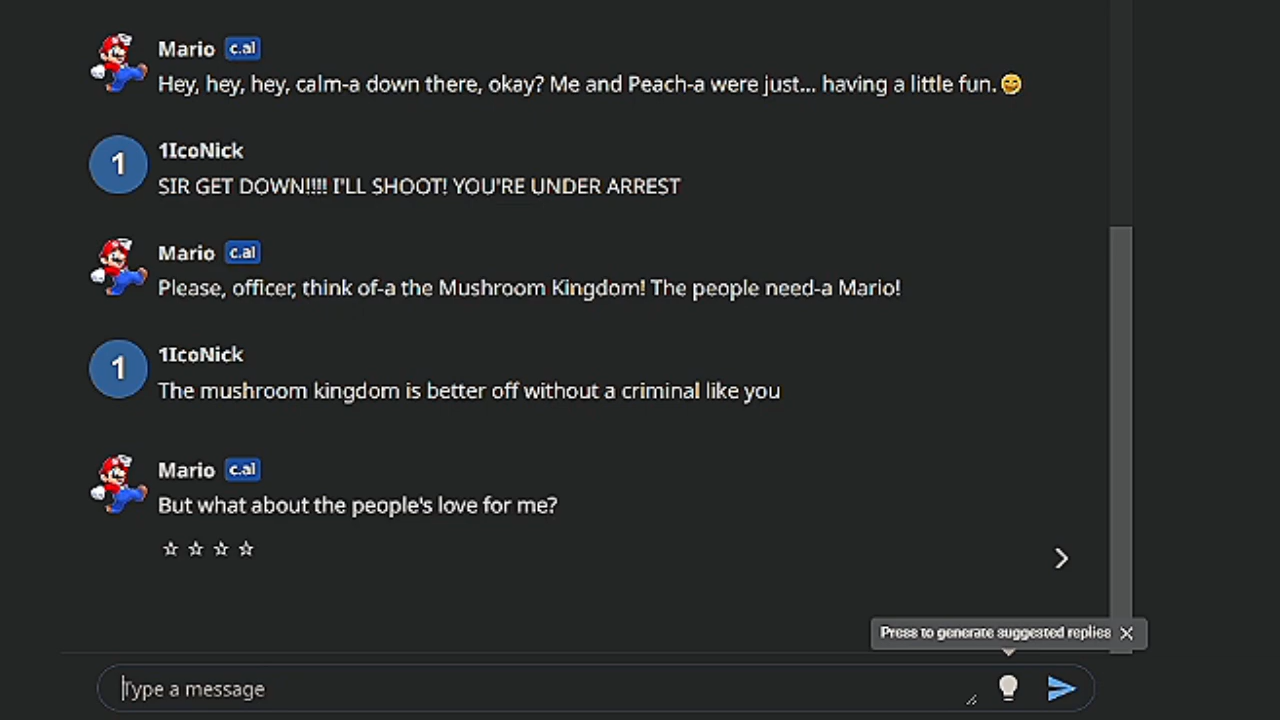 Mario c.ai
Hey, hey, hey, calm-a down there, okay? Me and Peach-a were just... having a little fun.😄
1
1IcoNick
SIR GET DOWN!!!! I'LL SHOOT! YOU'RE UNDER ARREST
Mario c.ai
Please, officer, think of-a the Mushroom Kingdom! The people need-a Mario!
1
1IcoNick
The mushroom kingdom is better off without a criminal like you
Mario c.ai
But what about the people's love for me?
Press to generate suggested replies
Type a message